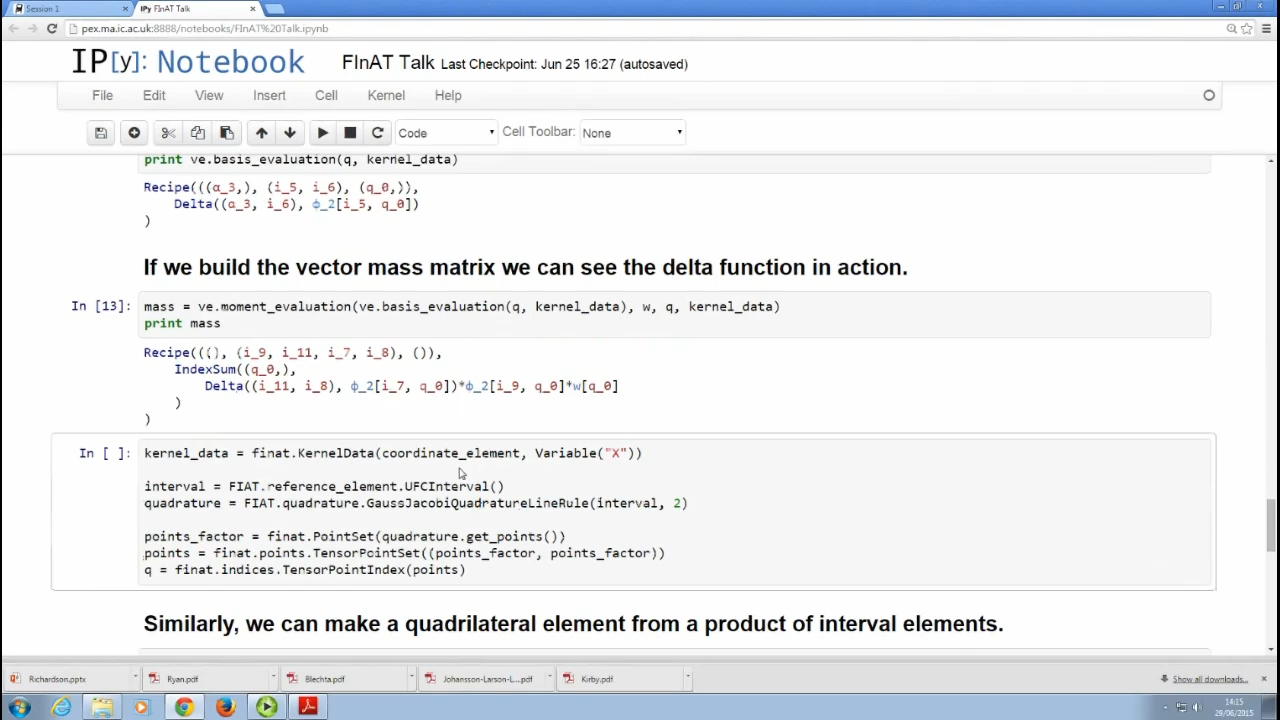 Session 1
IPy FInAT Talk
pex.ma.ic.ac.uk:8888/notebooks/FInAT%20Talk.ipynb
IP[y]: Notebook FInAT Talk Last Checkpoint: Jun 25 16:27 (autosaved)
File Edit View Insert Cell Kernel Help
Code Cell Toolbar: None
print ve.basis_evaluation(q, kernel_data)
Recipe(((α_3,), (i_5, i_6), (q_0,)),
Delta((α_3, i_6), ϕ_2[i_5, q_0])
)
If we build the vector mass matrix we can see the delta function in action.
In [13]: mass = ve.moment_evaluation(ve.basis_evaluation(q, kernel_data), w, q, kernel_data)
print mass
Recipe(((), (i_9, i_11, i_7, i_8), ()),
IndexSum((q_0,),
Delta((i_11, i_8), ϕ_2[i_7, q_0])*ϕ_2[i_9, q_0]*w[q_0]
)
)
In [ ]: kernel_data = finat.KernelData(coordinate_element, Variable("X"))
interval = FIAT.reference_element.UFCInterval()
quadrature = FIAT.quadrature.GaussJacobiQuadratureLineRule(interval, 2)
points_factor = finat.PointSet(quadrature.get_points())
points = finat.points.TensorPointSet((points_factor, points_factor))
q = finat.indices.TensorPointIndex(points)
Similarly, we can make a quadrilateral element from a product of interval elements.
Richardson.pptx Ryan.pdf Blechta.pdf Johansson-Larson-L....pdf Kirby.pdf Show all downloads...
14:15
29/06/2015